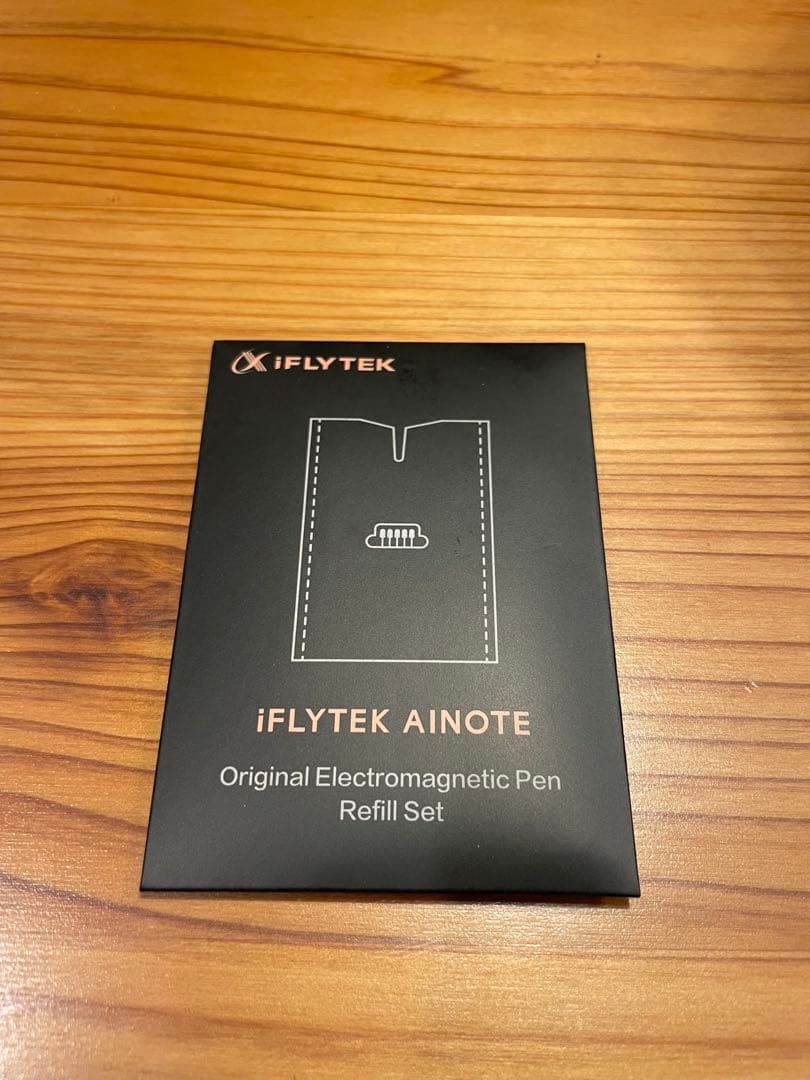 iFLYTEK
iFLYTEK AINOTE
Original Electromagnetic Pen
Refill Set